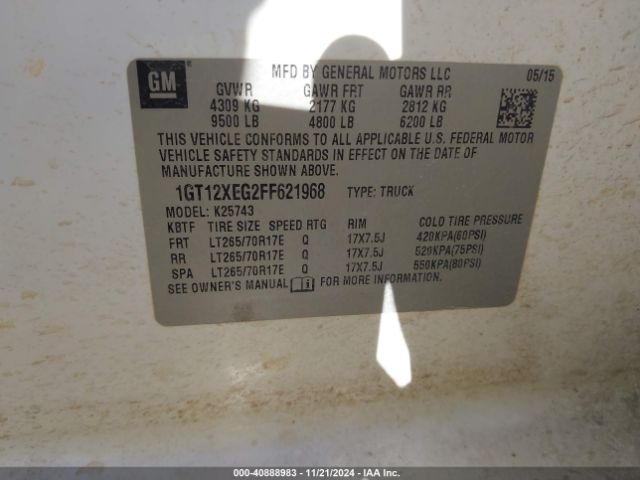 GM ®
MFD BY GENERAL MOTORS LLC 05/15
GVWR GAWR FRT GAWR RR
4309 KG 2177 KG 2812 KG
9500 LB 4800 LB 6200 LB
THIS VEHICLE CONFORMS TO ALL APPLICABLE U.S. FEDERAL MOTOR
VEHICLE SAFETY STANDARDS IN EFFECT ON THE DATE OF
MANUFACTURE SHOWN ABOVE.
1GT12XEG2FF621968 TYPE: TRUCK
MODEL: K25743
KBTF TIRE SIZE SPEED RTG RIM COLD TIRE PRESSURE
FRT LT265/70R17E Q 17X7.5J 420KPA(60PSI)
RR LT265/70R17E Q 17X7.5J 520KPA(75PSI)
SPA LT265/70R17E Q 17X7.5J 550KPA(80PSI)
SEE OWNER'S MANUAL FOR MORE INFORMATION.
000-40888983 - 11/21/2024 - IAA Inc.